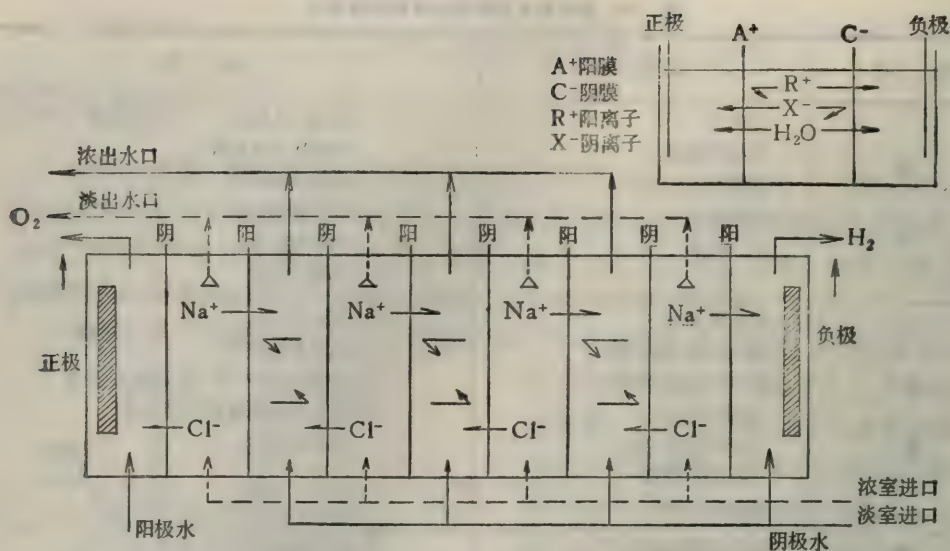 正极 A⁺ C⁻ 负极
A⁺阳膜
C⁻阴膜
R⁺阳离子
X⁻阴离子
R⁺
X⁻
H₂O
浓出水口
淡出水口
O₂ H₂
阴 阳 阴 阳 阴 阳 阴 阳
Na⁺ Na⁺ Na⁺ Na⁺
正极 负极
Cl⁻ Cl⁻ Cl⁻ Cl⁻
浓室进口
淡室进口
阳极水 阴极水